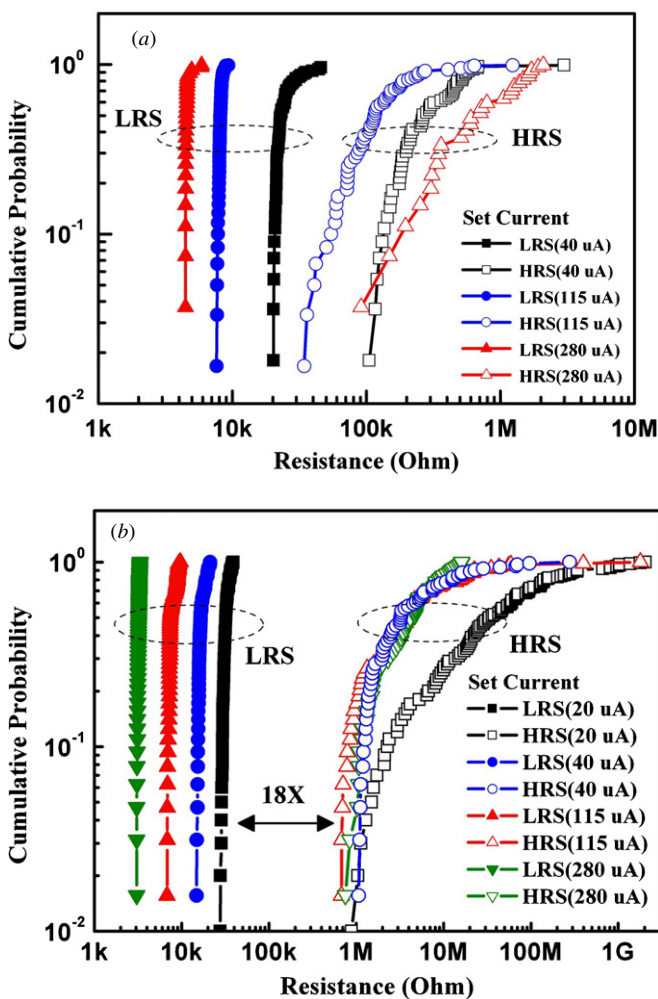 (a)
10^0
LRS
HRS
Cumulative Probability
10^-1
10^-2
Set Current
LRS(40 uA)
HRS(40 uA)
LRS(115 uA)
HRS(115 uA)
LRS(280 uA)
HRS(280 uA)
1k 10k 100k 1M 10M
Resistance (Ohm)
(b)
10^0
LRS
HRS
Cumulative Probability
10^-1
18X
10^-2
Set Current
LRS(20 uA)
HRS(20 uA)
LRS(40 uA)
HRS(40 uA)
LRS(115 uA)
HRS(115 uA)
LRS(280 uA)
HRS(280 uA)
1k 10k 100k 1M 10M 100M 1G
Resistance (Ohm)